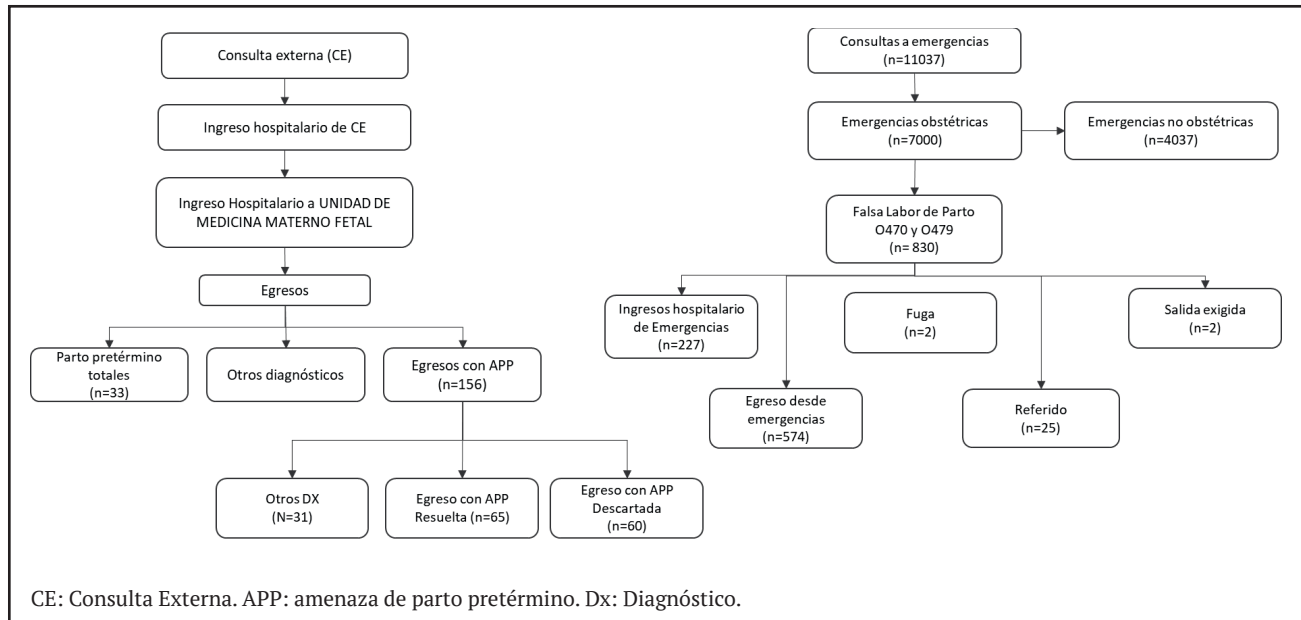 Consulta externa (CE)
Ingreso hospitalario de CE
Ingreso Hospitalario a UNIDAD DE
MEDICINA MATERNO FETAL
Egresos
Parto pretérmino
totales
(n=33)
Otros diagnósticos
Egresos con APP
(n=156)
Otros DX
(N=31)
Egreso con APP
Resuelta (n=65)
Egreso con APP
Descartada
(n=60)
Consultas a emergencias
(n=11037)
Emergencias obstétricas
(n=7000)
Emergencias no obstétricas
(n=4037)
Falsa Labor de Parto
O470 y O479
(n= 830)
Ingresos hospitalario
de Emergencias
(n=227)
Fuga
(n=2)
Salida exigida
(n=2)
Egreso desde
emergencias
(n=574)
Referido
(n=25)
CE: Consulta Externa. APP: amenaza de parto pretérmino. Dx: Diagnóstico.